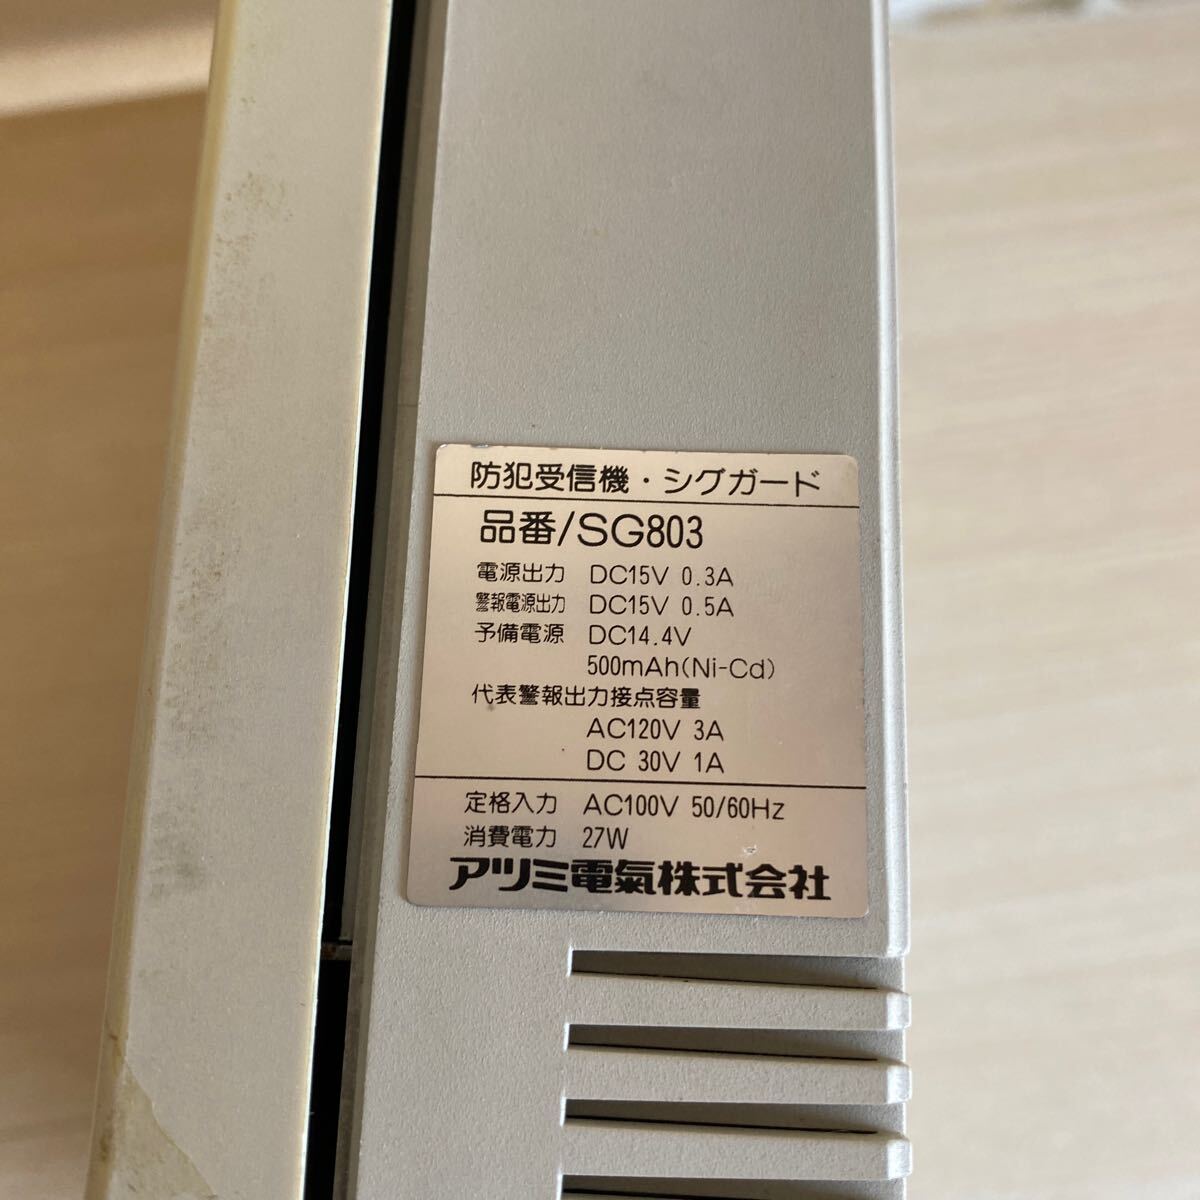 防犯受信機・シグガード
品番/SG803
電源出力 DC15V 0.3A
警報電源出力 DC15V 0.5A
予備電源 DC14.4V
500mAh(Ni-Cd)
代表警報出力接点容量
AC120V 3A
DC 30V 1A
定格入力 AC100V 50/60Hz
消費電力 27W
アツミ電氣株式会社